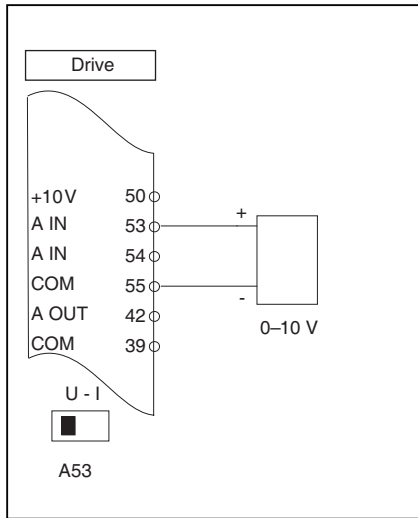 Drive
+10V 50
A IN 53
A IN 54
COM 55
A OUT 42
COM 39
+
-
0–10 V
U - I
A53